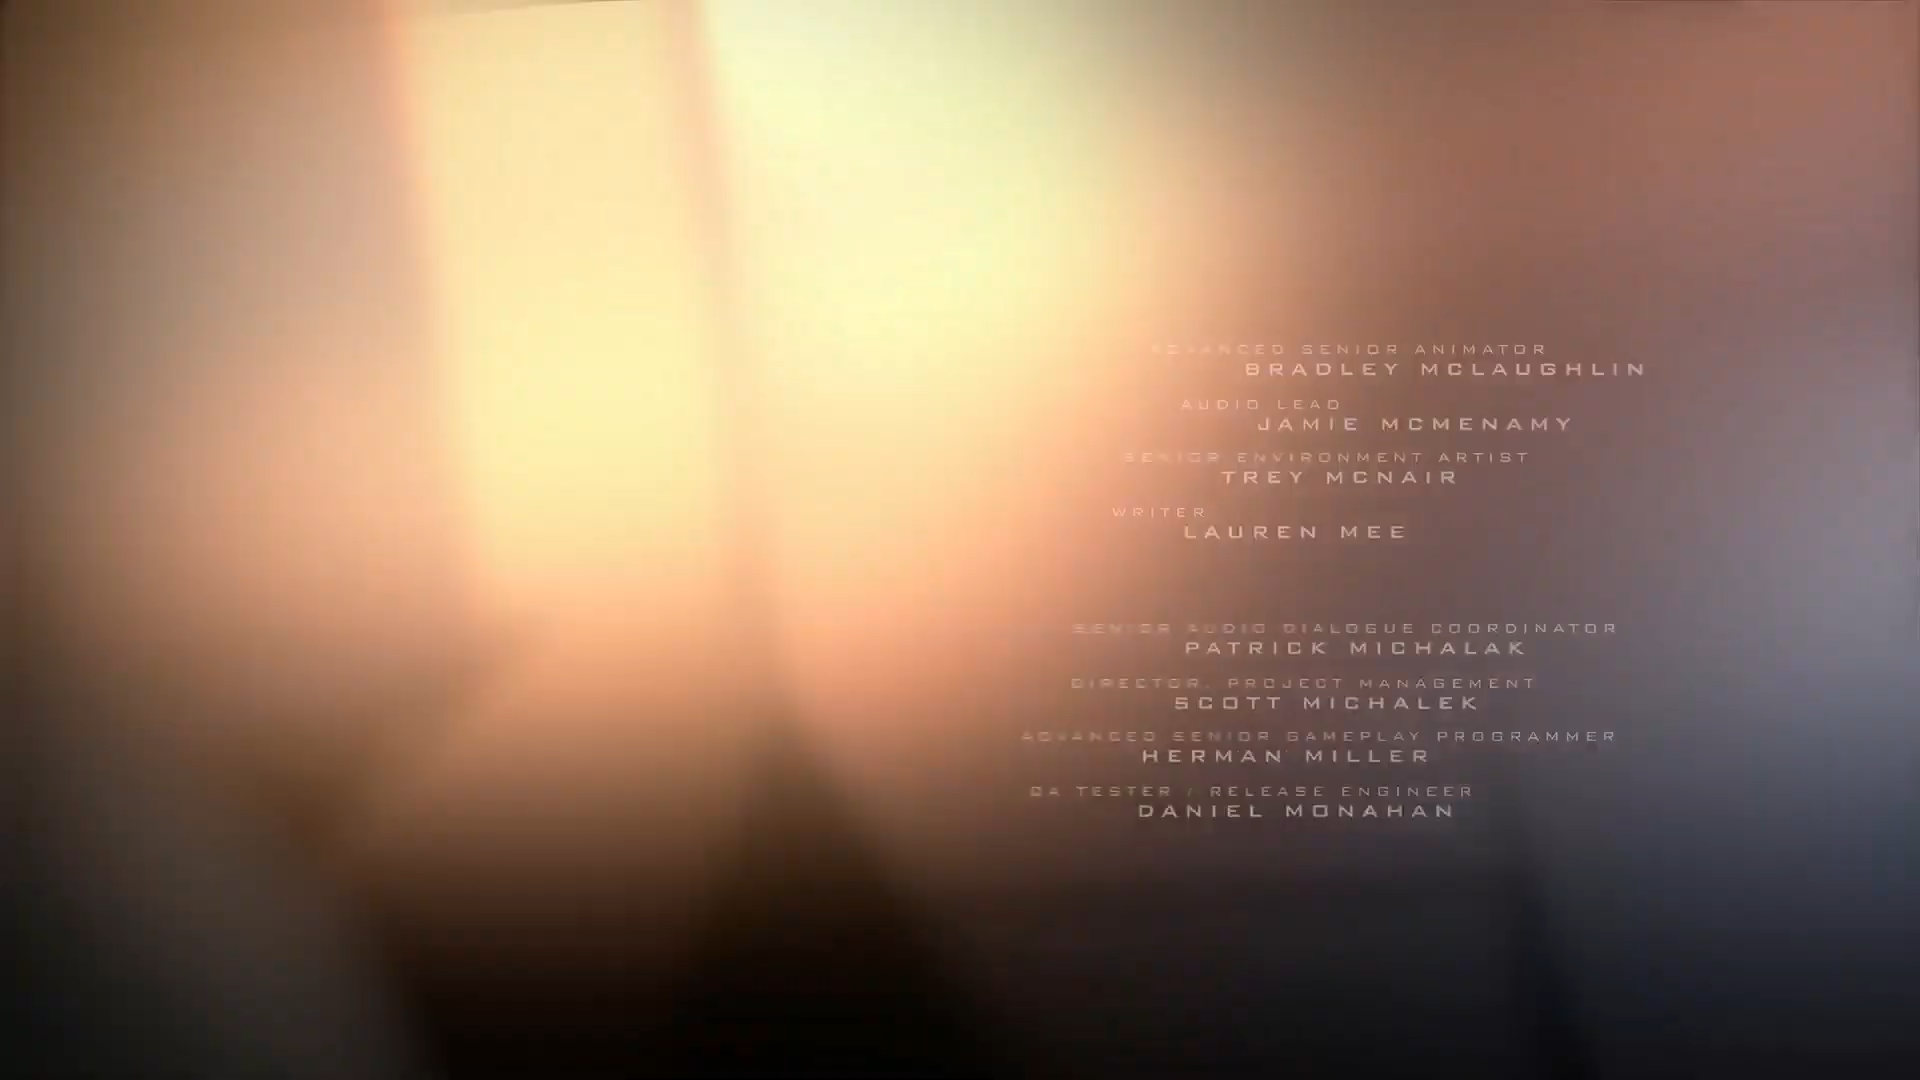 ADVANCED SENIOR ANIMATOR
BRADLEY MCLAUGHLIN
AUDIO LEAD
JAMIE MCMENAMY
SENIOR ENVIRONMENT ARTIST
TREY MCNAIR
WRITER
LAUREN MEE
SENIOR AUDIO DIALOGUE COORDINATOR
PATRICK MICHALAK
DIRECTOR, PROJECT MANAGEMENT
SCOTT MICHALEK
ADVANCED SENIOR GAMEPLAY PROGRAMMER
HERMAN MILLER
QA TESTER / RELEASE ENGINEER
DANIEL MONAHAN